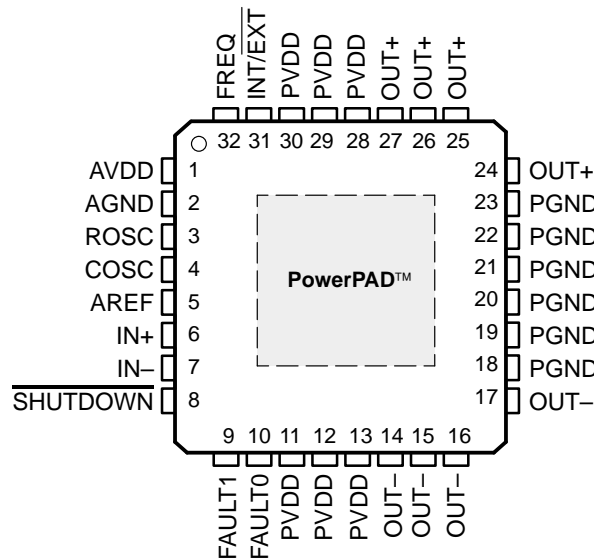 FREQ
INT/EXT
PVDD
PVDD
PVDD
OUT+
OUT+
OUT+
32 31 30 29 28 27 26 25
AVDD 1
AGND 2
ROSC 3
COSC 4
AREF 5
IN+ 6
IN– 7
SHUTDOWN 8
PowerPAD™
24 OUT+
23 PGND
22 PGND
21 PGND
20 PGND
19 PGND
18 PGND
17 OUT–
9 10 11 12 13 14 15 16
FAULT1
FAULT0
PVDD
PVDD
PVDD
OUT–
OUT–
OUT–